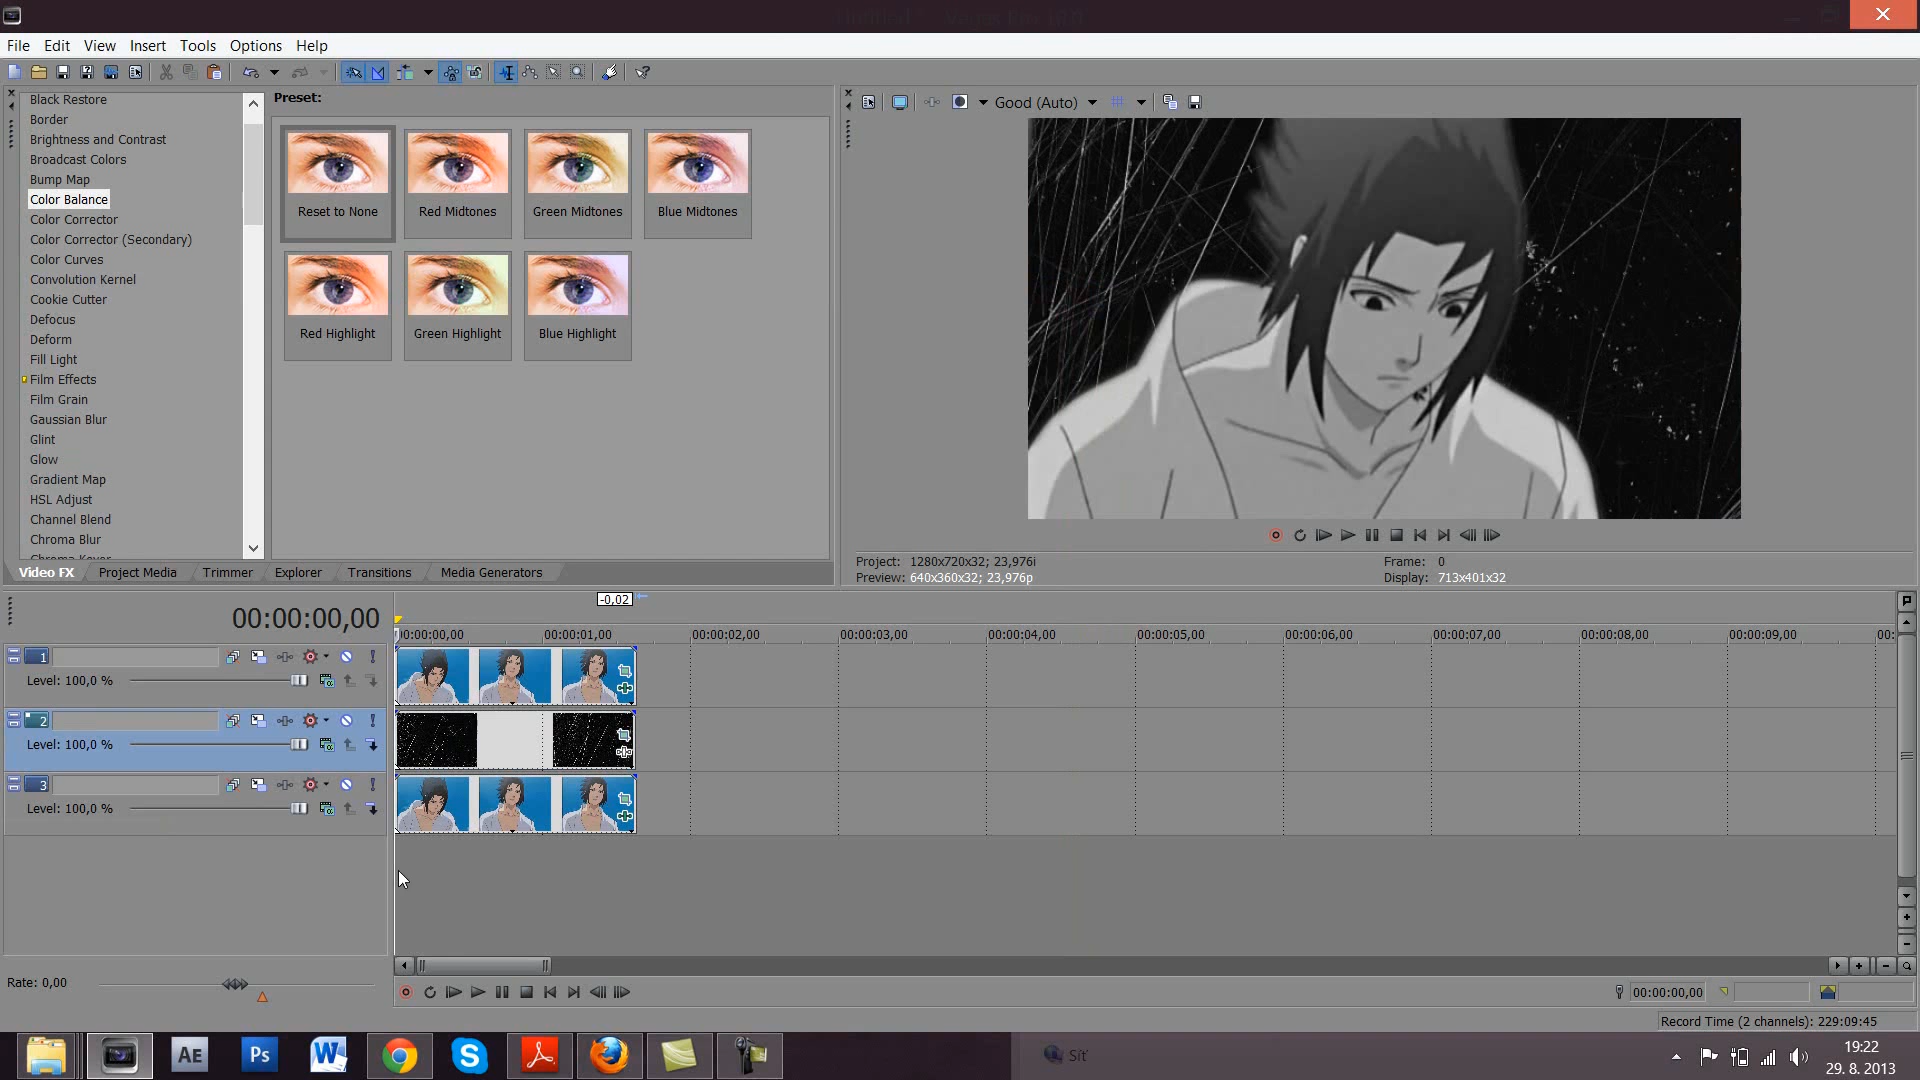 File Edit View Insert Tools Options Help
Black Restore
Border
Brightness and Contrast
Broadcast Colors
Bump Map
Color Balance
Color Corrector
Color Corrector (Secondary)
Color Curves
Convolution Kernel
Cookie Cutter
Defocus
Deform
Fill Light
Film Effects
Film Grain
Gaussian Blur
Glint
Glow
Gradient Map
HSL Adjust
Channel Blend
Chroma Blur
Preset:
Reset to None
Red Midtones
Green Midtones
Blue Midtones
Red Highlight
Green Highlight
Blue Highlight
Video FX Project Media Trimmer Explorer Transitions Media Generators
Good (Auto)
Project: 1280x720x32; 23,976i
Preview: 640x360x32; 23,976p
Frame: 0
Display: 713x401x32
00:00:00,00
-0,02
00:00:01,00 00:00:02,00 00:00:03,00 00:00:04,00 00:00:05,00 00:00:06,00 00:00:07,00 00:00:08,00 00:00:09,00
1
Level: 100,0 %
2
Level: 100,0 %
3
Level: 100,0 %
Rate: 0,00
00:00:00,00
Record Time (2 channels): 229:09:45
AE Ps
19:22
29. 8. 2013